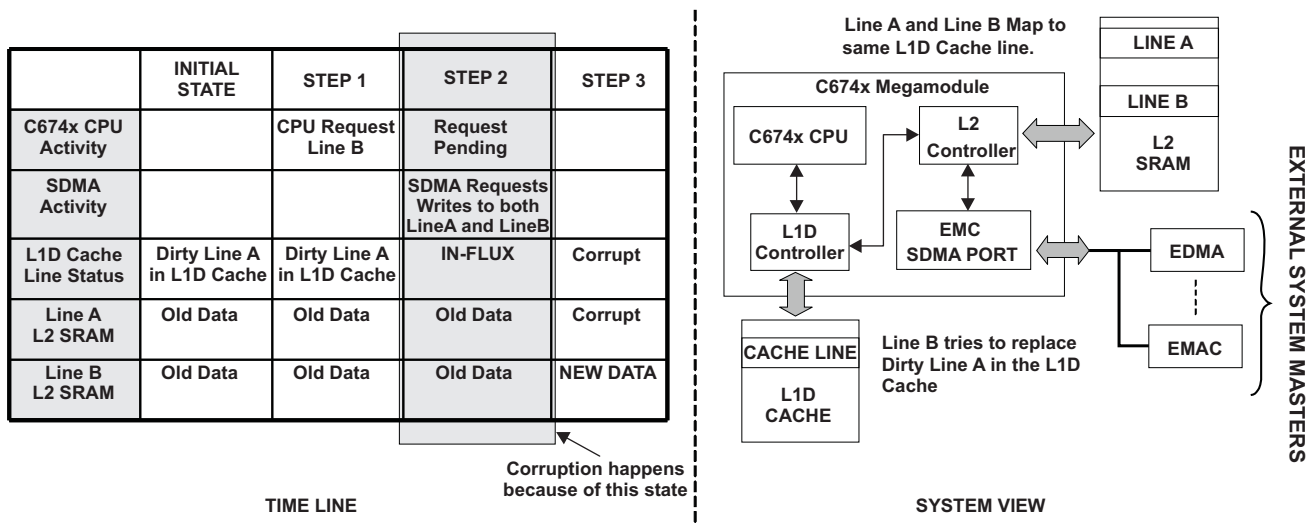 INITIAL STATE
STEP 1
STEP 2
STEP 3
C674x CPU Activity
CPU Request Line B
Request Pending
SDMA Activity
SDMA Requests Writes to both LineA and LineB
L1D Cache Line Status
Dirty Line A in L1D Cache
Dirty Line A in L1D Cache
IN-FLUX
Corrupt
Line A L2 SRAM
Old Data
Old Data
Old Data
Corrupt
Line B L2 SRAM
Old Data
Old Data
Old Data
NEW DATA
Corruption happens
because of this state
TIME LINE
Line A and Line B Map to
same L1D Cache line.
C674x Megamodule
C674x CPU
L2
Controller
L1D
Controller
EMC
SDMA PORT
LINE A
LINE B
L2
SRAM
EDMA
EMAC
EXTERNAL SYSTEM MASTERS
CACHE LINE
L1D
CACHE
Line B tries to replace
Dirty Line A in the L1D
Cache
SYSTEM VIEW